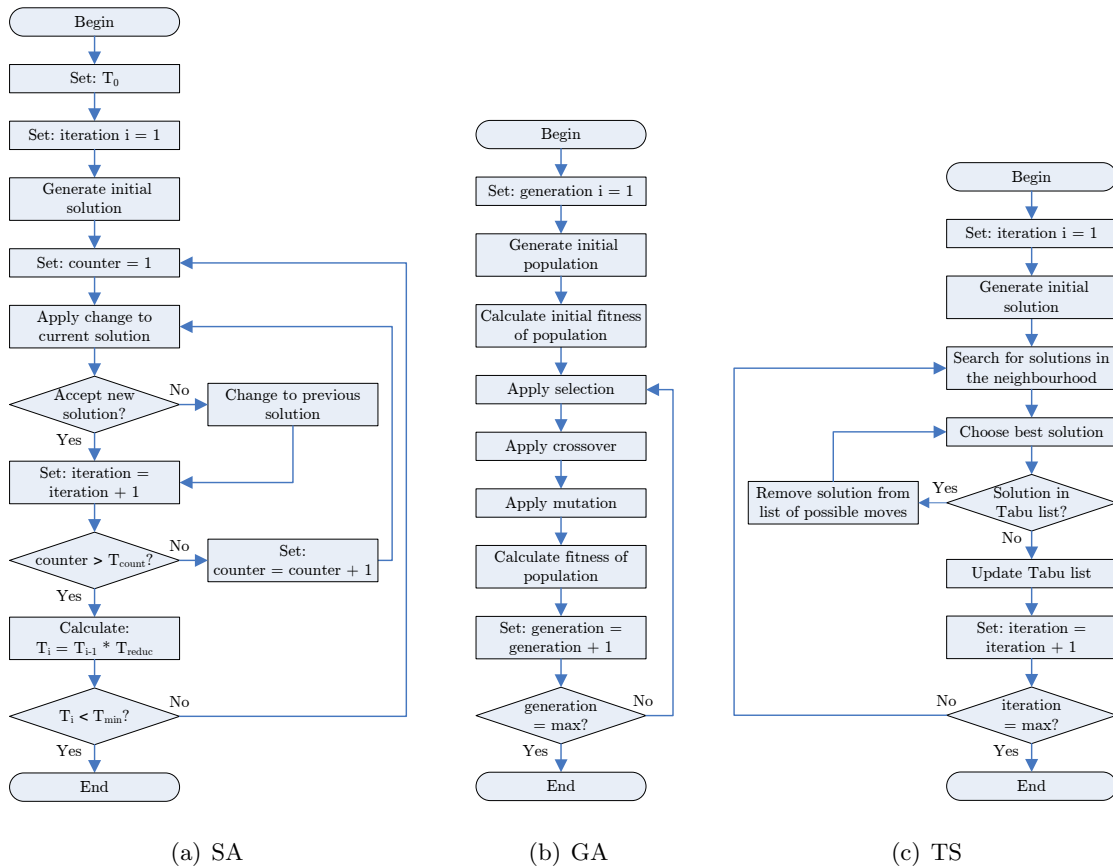 Begin
Set: T0
Set: iteration i = 1
Generate initial
solution
Set: counter = 1
Apply change to
current solution
Accept new
solution?
No
Change to previous
solution
Yes
Set: iteration =
iteration + 1
counter > Tcount?
No
Set:
counter = counter + 1
Yes
Calculate:
Ti = Ti-1 * Treduc
Ti < Tmin?
No
Yes
End
(a) SA
Begin
Set: generation i = 1
Generate initial
population
Calculate initial fitness
of population
Apply selection
Apply crossover
Apply mutation
Calculate fitness of
population
Set: generation =
generation + 1
generation
= max?
No
Yes
End
(b) GA
Begin
Set: iteration i = 1
Generate initial
solution
Search for solutions in
the neighbourhood
Choose best solution
Solution in
Tabu list?
Yes
Remove solution from
list of possible moves
No
Update Tabu list
Set: iteration =
iteration + 1
iteration
= max?
No
Yes
End
(c) TS